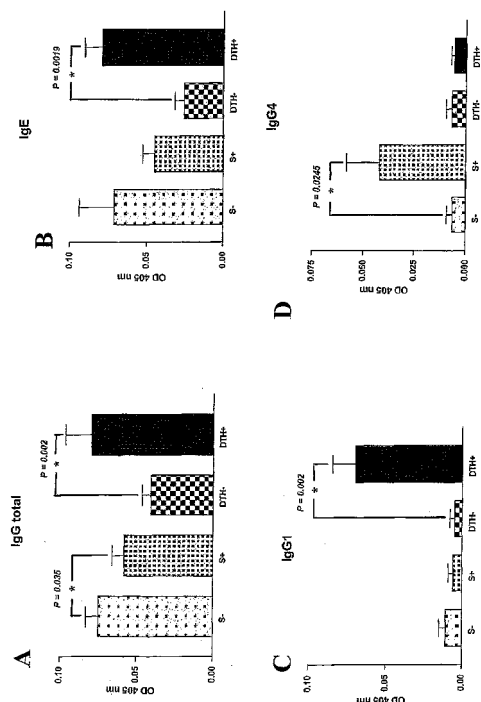 A
IgG total
OD 405 nm
0.10
0.05
0.00
P = 0.035
*
P = 0.002
*
S-
S+
DTH-
DTH+
B
IgE
OD 405 nm
0.10
0.05
0.00
P = 0.0019
*
S-
S+
DTH-
DTH+
C
IgG1
OD 405 nm
0.10
0.05
0.00
P = 0.002
*
S-
S+
DTH-
DTH+
D
IgG4
OD 405 nm
0.075
0.050
0.025
0.000
P = 0.0245
*
S-
S+
DTH-
DTH+